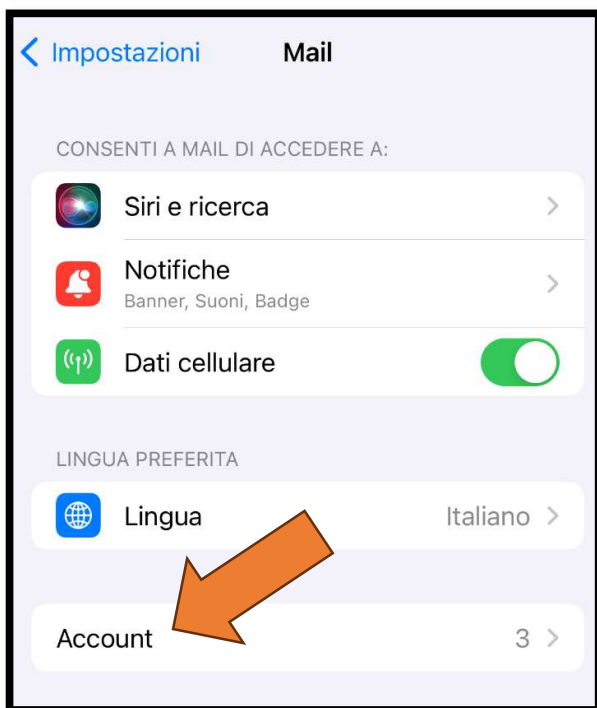 Impostazioni Mail
CONSENTI A MAIL DI ACCEDERE A:
Siri e ricerca
Notifiche
Banner, Suoni, Badge
Dati cellulare
LINGUA PREFERITA
Lingua Italiano
Account 3